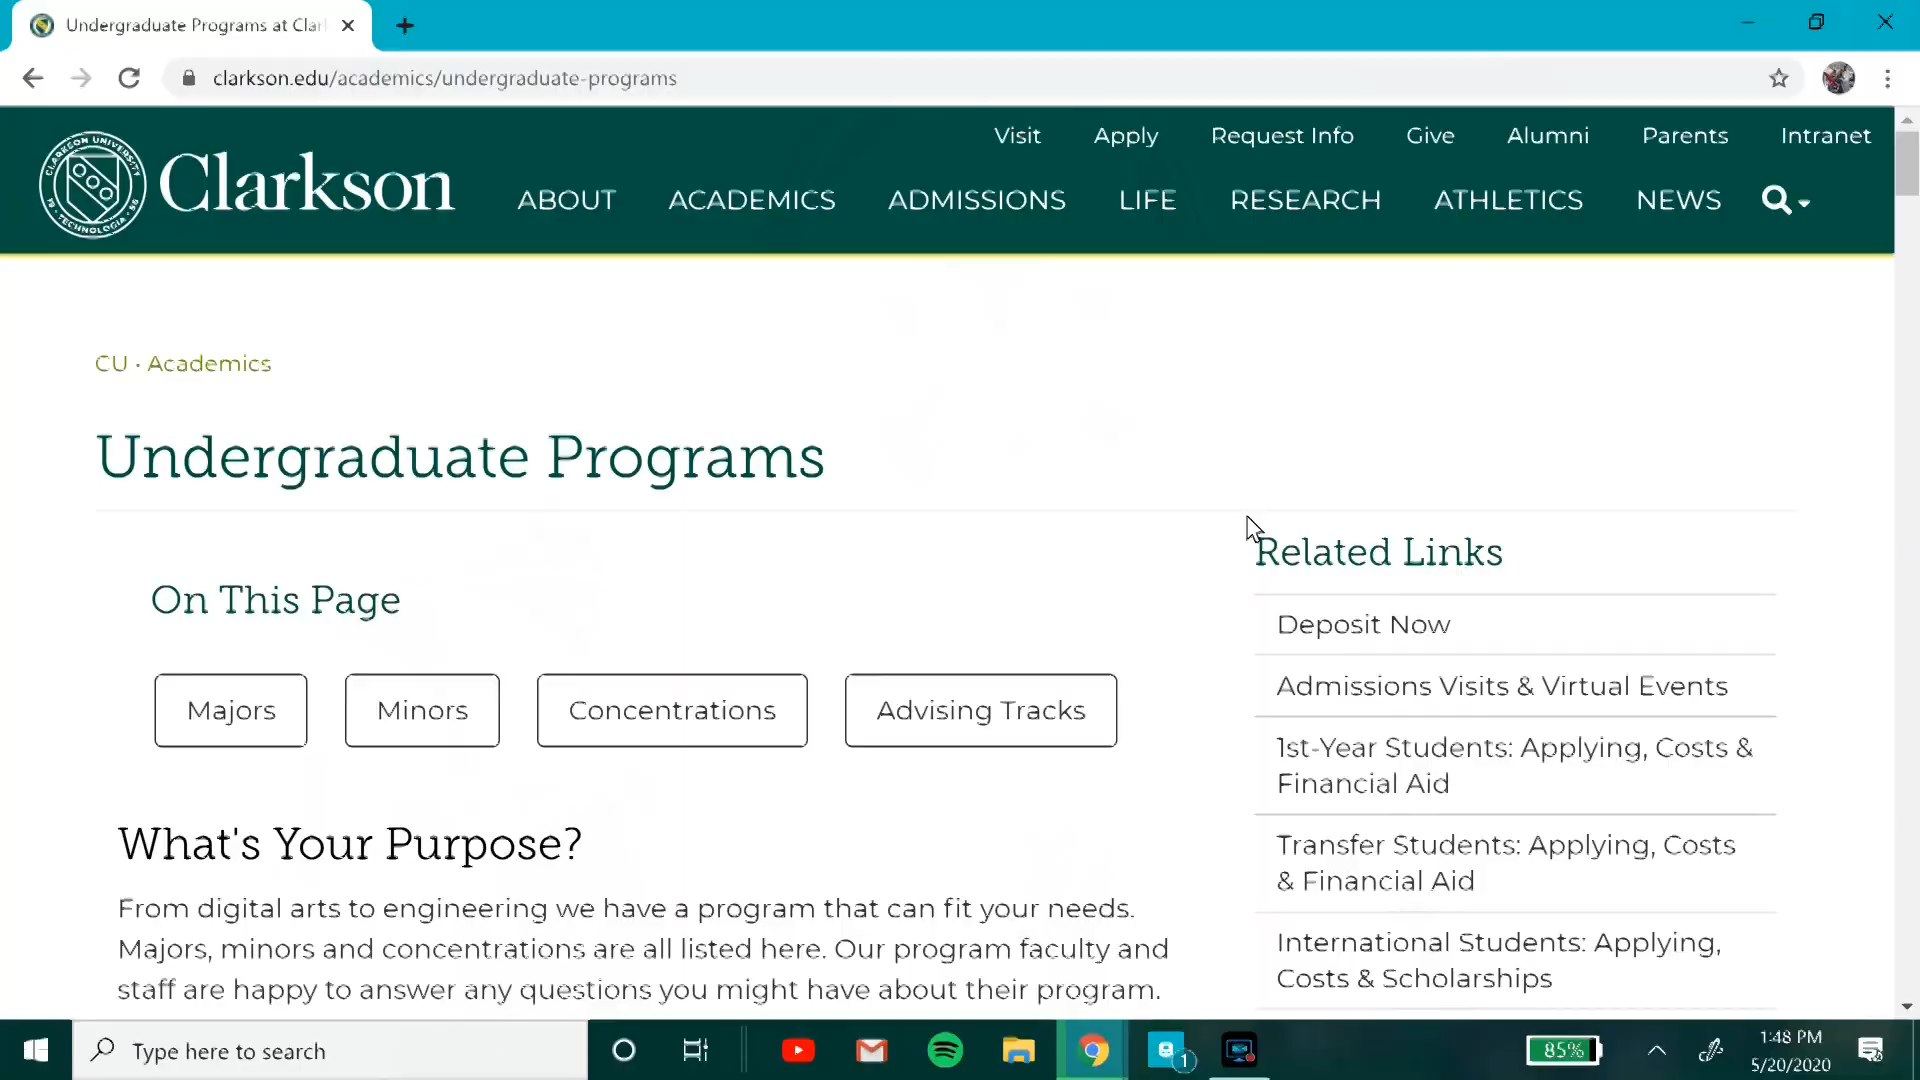 Undergraduate Programs at Clar
clarkson.edu/academics/undergraduate-programs
Visit Apply Request Info Give Alumni Parents Intranet
CLARKSON UNIVERSITY
TECHNOLOGIA
Clarkson
ABOUT ACADEMICS ADMISSIONS LIFE RESEARCH ATHLETICS NEWS
CU · Academics
Undergraduate Programs
On This Page
Majors Minors Concentrations Advising Tracks
What's Your Purpose?
From digital arts to engineering we have a program that can fit your needs.
Majors, minors and concentrations are all listed here. Our program faculty and
staff are happy to answer any questions you might have about their program.
Related Links
Deposit Now
Admissions Visits & Virtual Events
1st-Year Students: Applying, Costs &
Financial Aid
Transfer Students: Applying, Costs
& Financial Aid
International Students: Applying,
Costs & Scholarships
Type here to search
1
85%
1:48 PM
5/20/2020